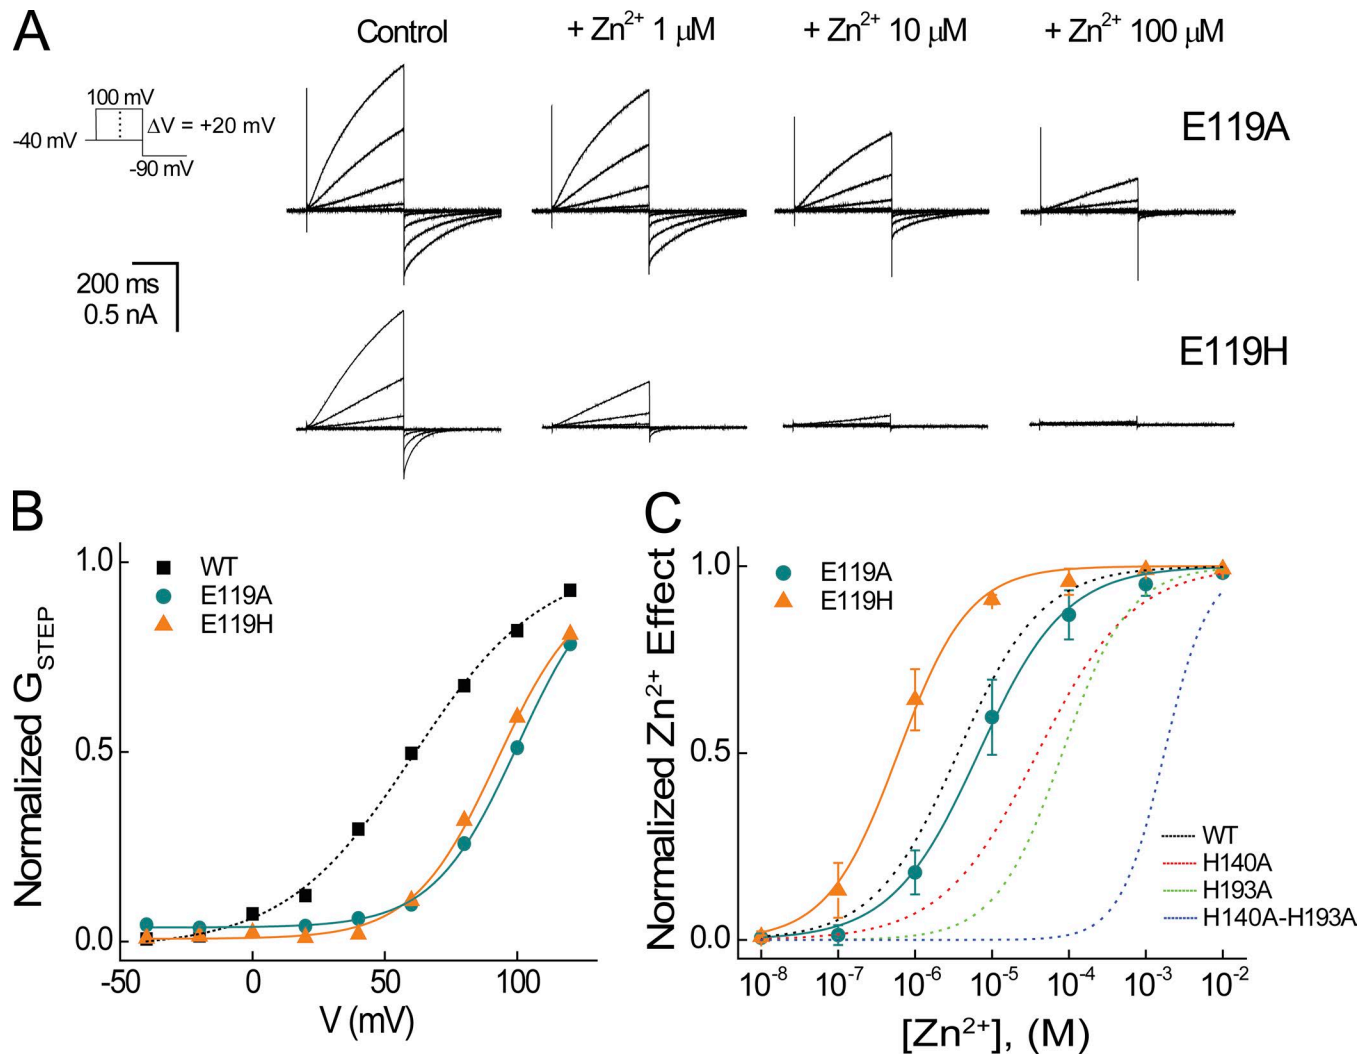 A
Control
+ Zn²⁺ 1 μM
+ Zn²⁺ 10 μM
+ Zn²⁺ 100 μM
100 mV
-40 mV
ΔV = +20 mV
-90 mV
E119A
200 ms
0.5 nA
E119H
B
Normalized G_STEP
1.0
0.5
0.0
WT
E119A
E119H
-50
0
50
100
V (mV)
C
Normalized Zn²⁺ Effect
1.0
0.5
0.0
E119A
E119H
WT
H140A
H193A
H140A-H193A
10⁻⁸
10⁻⁷
10⁻⁶
10⁻⁵
10⁻⁴
10⁻³
10⁻²
[Zn²⁺], (M)